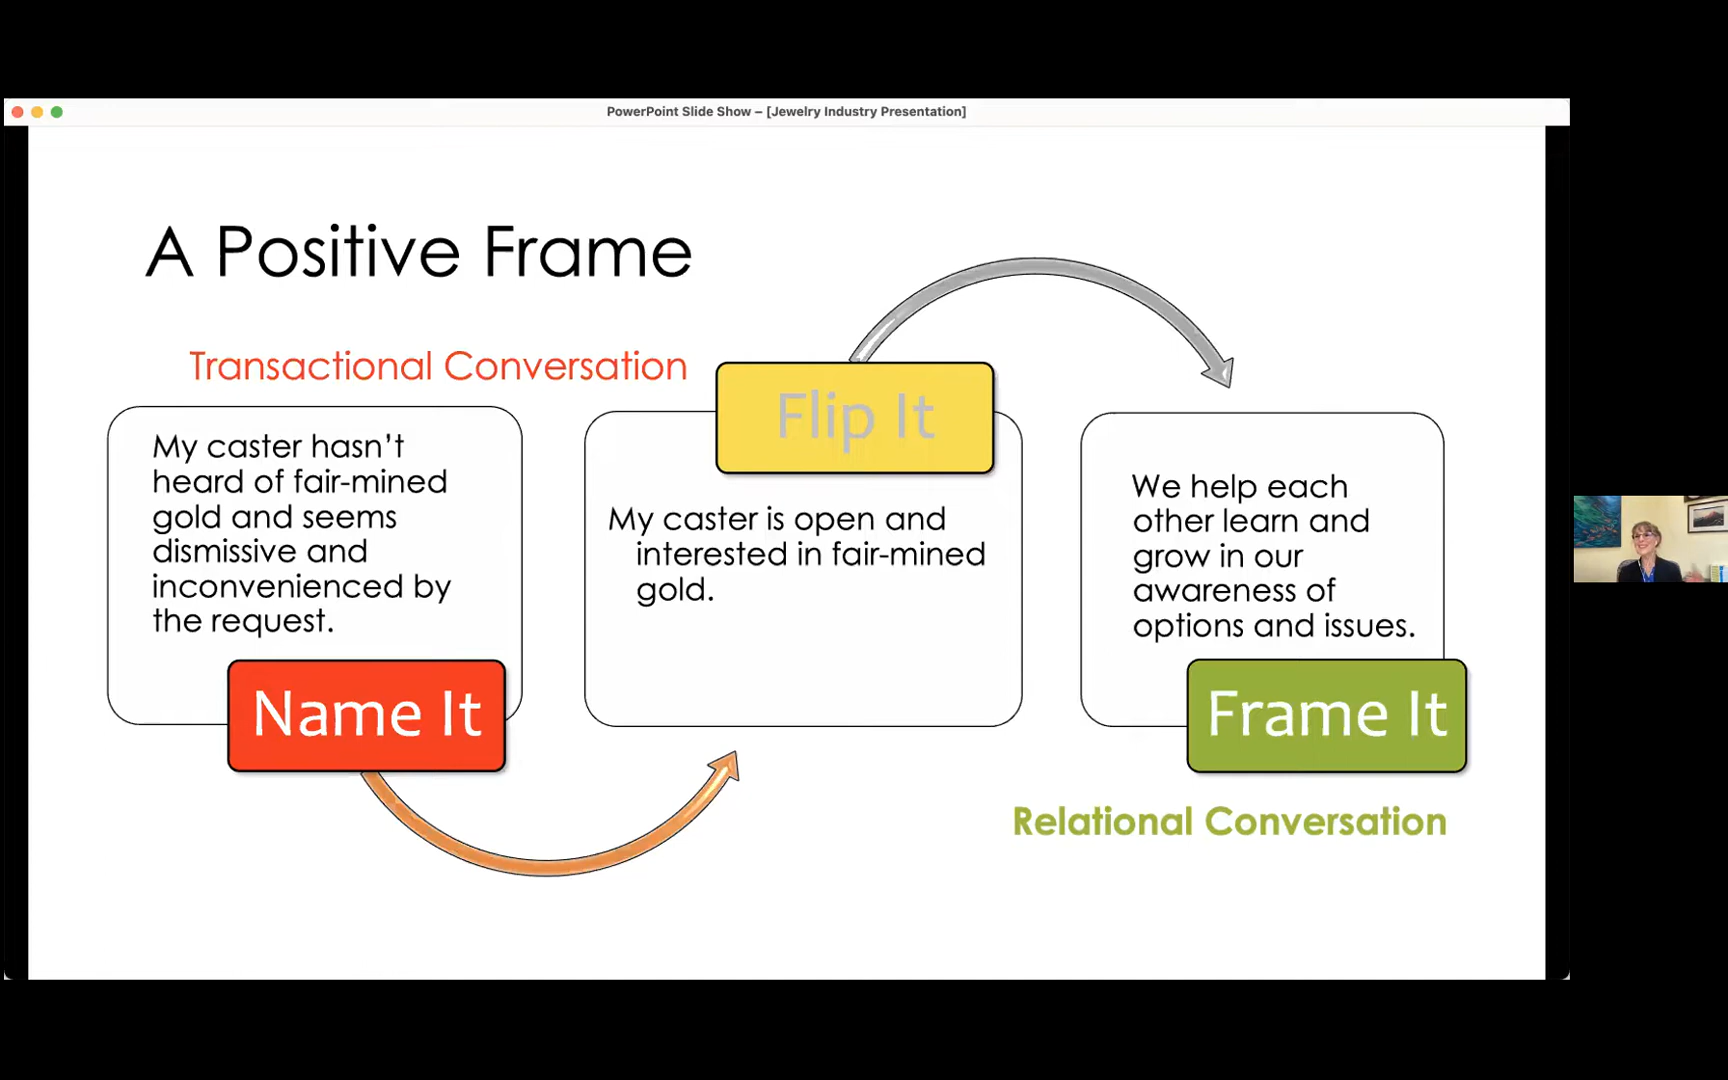 PowerPoint Slide Show – [Jewelry Industry Presentation]
A Positive Frame
Transactional Conversation
My caster hasn’t
heard of fair-mined
gold and seems
dismissive and
inconvenienced by
the request.
Name It
Flip It
My caster is open and
interested in fair-mined
gold.
We help each
other learn and
grow in our
awareness of
options and issues.
Frame It
Relational Conversation